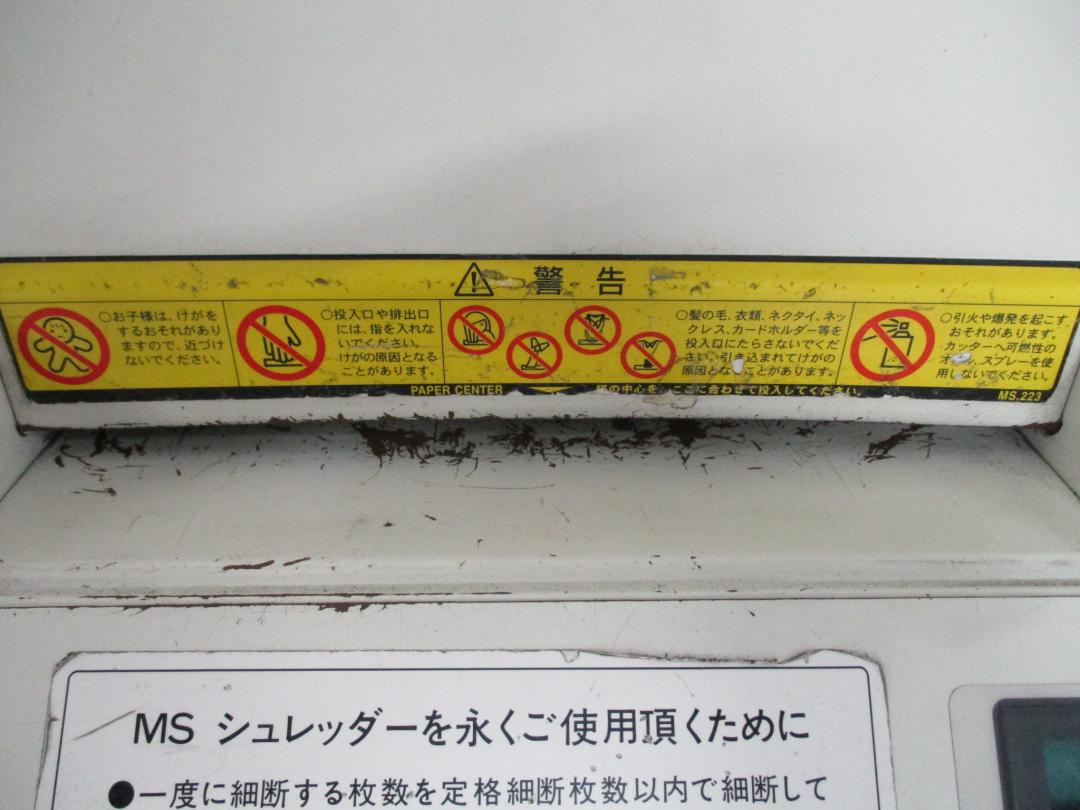 警告
○お子様は、けがを
するおそれがあり
ますので、近づけ
ないでください。
○投入口や排出口
には、指を入れな
いでください。
けがの原因となる
ことがあります。
○髪の毛、衣類、ネクタイ、ネッ
クレス、カードホルダー等を
投入口にたらさないでくだ
さい。引き込まれてけがの
原因となることがあります。
○引火や爆発を起こす
おそれがあります。
カッターへ可燃性の
スプレーを使
用しないでください。
PAPER CENTER
紙の中心を、ここに合わせて投入してください。
MS.223
MS シュレッダーを永くご使用頂くために
●一度に細断する枚数を定格細断枚数以内で細断して